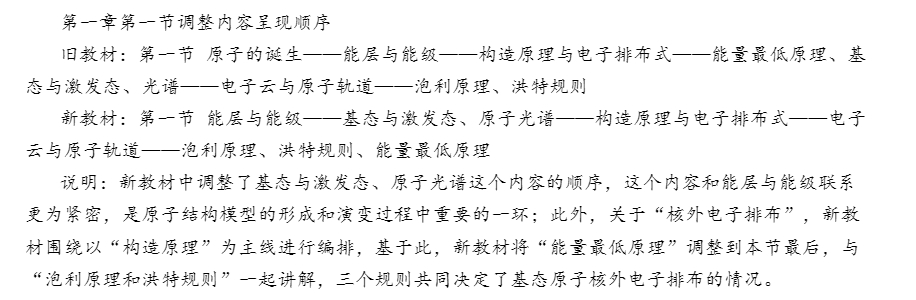 第一章第一节调整内容呈现顺序
旧教材：第一节 原子的诞生——能层与能级——构造原理与电子排布式——能量最低原理、基
态与激发态、光谱——电子云与原子轨道——泡利原理、洪特规则
新教材：第一节 能层与能级——基态与激发态、原子光谱——构造原理与电子排布式——电子
云与原子轨道——泡利原理、洪特规则、能量最低原理
说明：新教材中调整了基态与激发态、原子光谱这个内容的顺序，这个内容和能层与能级联系
更为紧密，是原子结构模型的形成和演变过程中重要的一环；此外，关于“核外电子排布”，新教
材围绕以“构造原理”为主线进行编排，基于此，新教材将“能量最低原理”调整到本节最后，与
“泡利原理和洪特规则”一起讲解，三个规则共同决定了基态原子核外电子排布的情况。